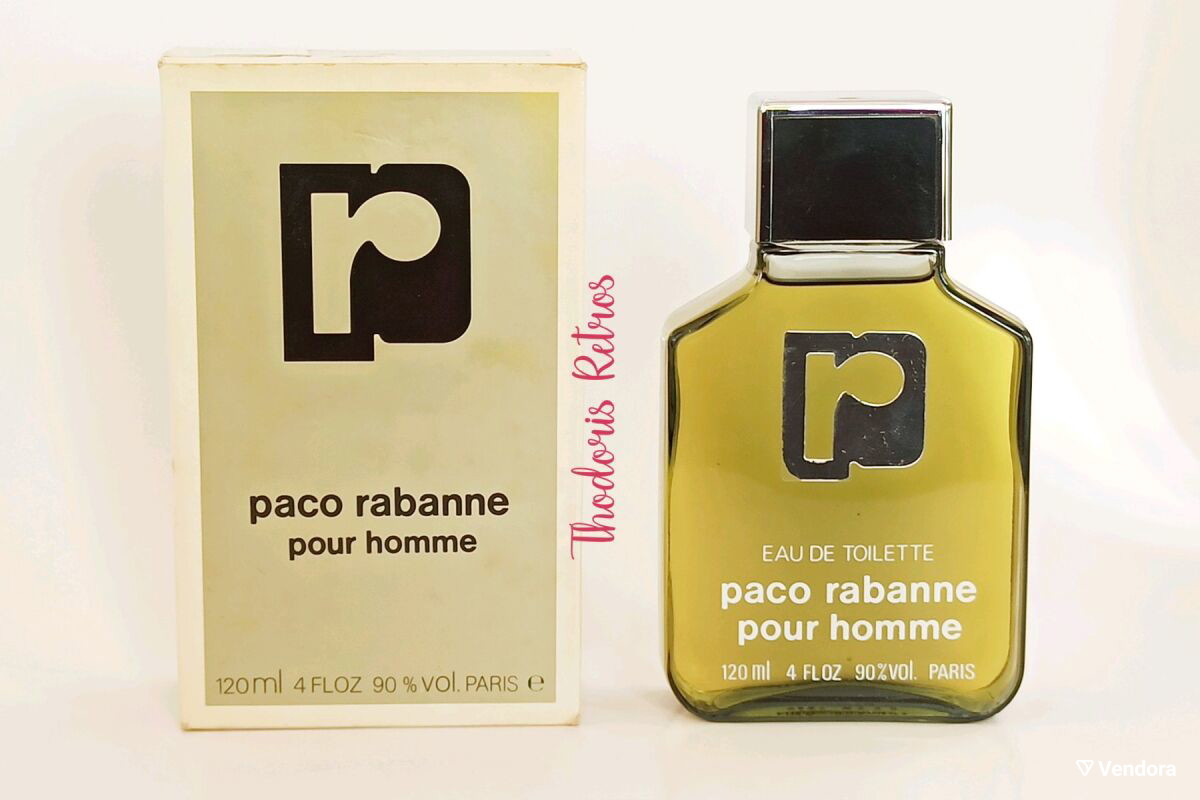 paco rabanne
pour homme
120 ml 4 FLOZ 90 % VOL. PARIS e
Thodoris Retros
EAU DE TOILETTE
paco rabanne
pour homme
120 ml 4 FLOZ 90%VOL. PARIS
Vendora